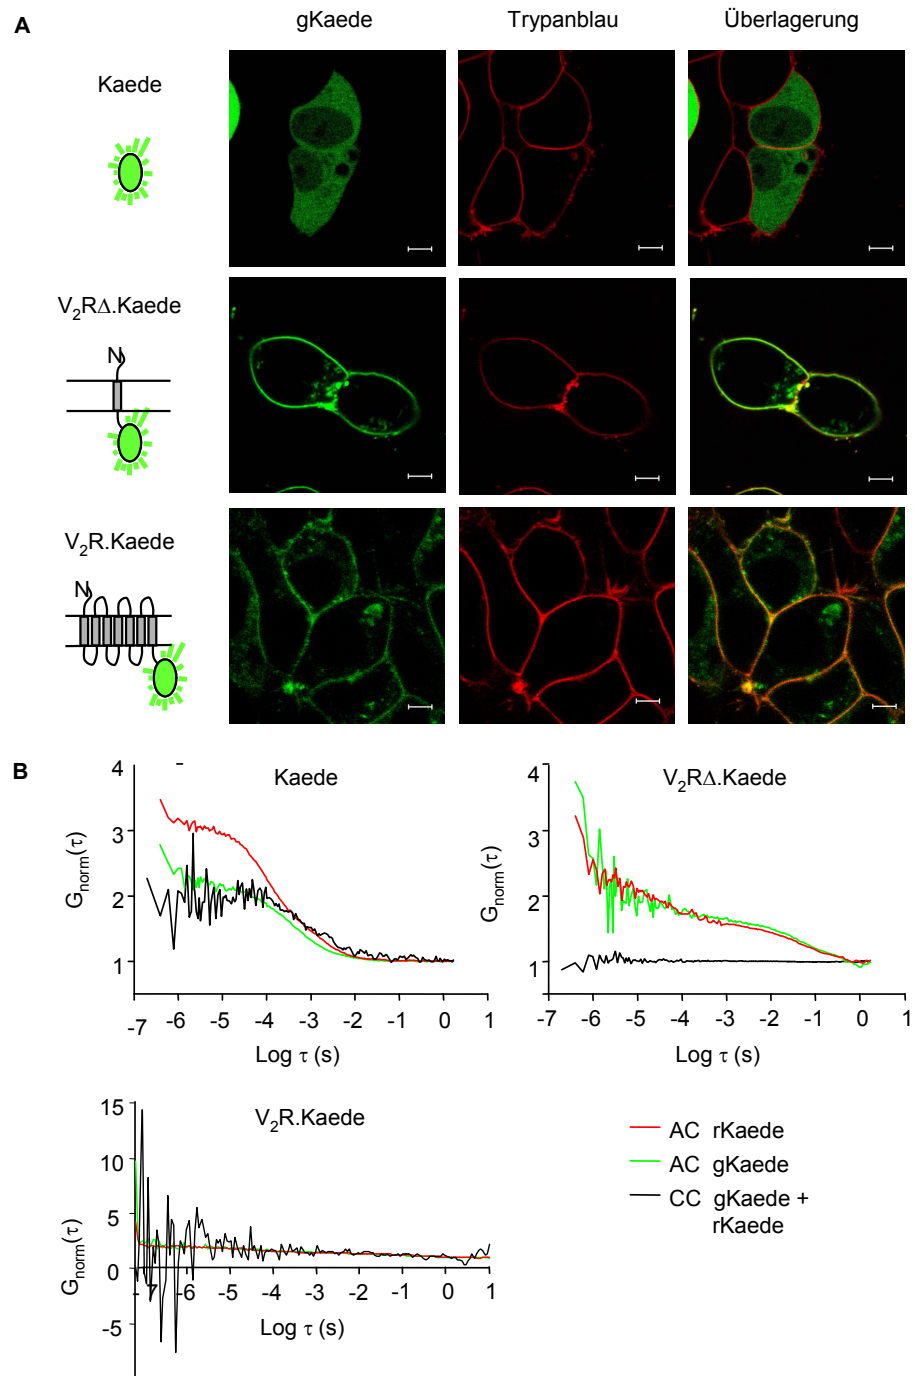 A
gKaede Trypanblau Überlagerung
Kaede
V₂RΔ.Kaede
N
V₂R.Kaede
N
B
Kaede
4
3
2
1
G_norm(τ)
-7 -6 -5 -4 -3 -2 -1 0 1
Log τ (s)
V₂RΔ.Kaede
4
3
2
1
G_norm(τ)
-7 -6 -5 -4 -3 -2 -1 0 1
Log τ (s)
V₂R.Kaede
15
10
5
0
-5
G_norm(τ)
-7 -6 -5 -4 -3 -2 -1 0 1
Log τ (s)
AC rKaede
AC gKaede
CC gKaede +
rKaede